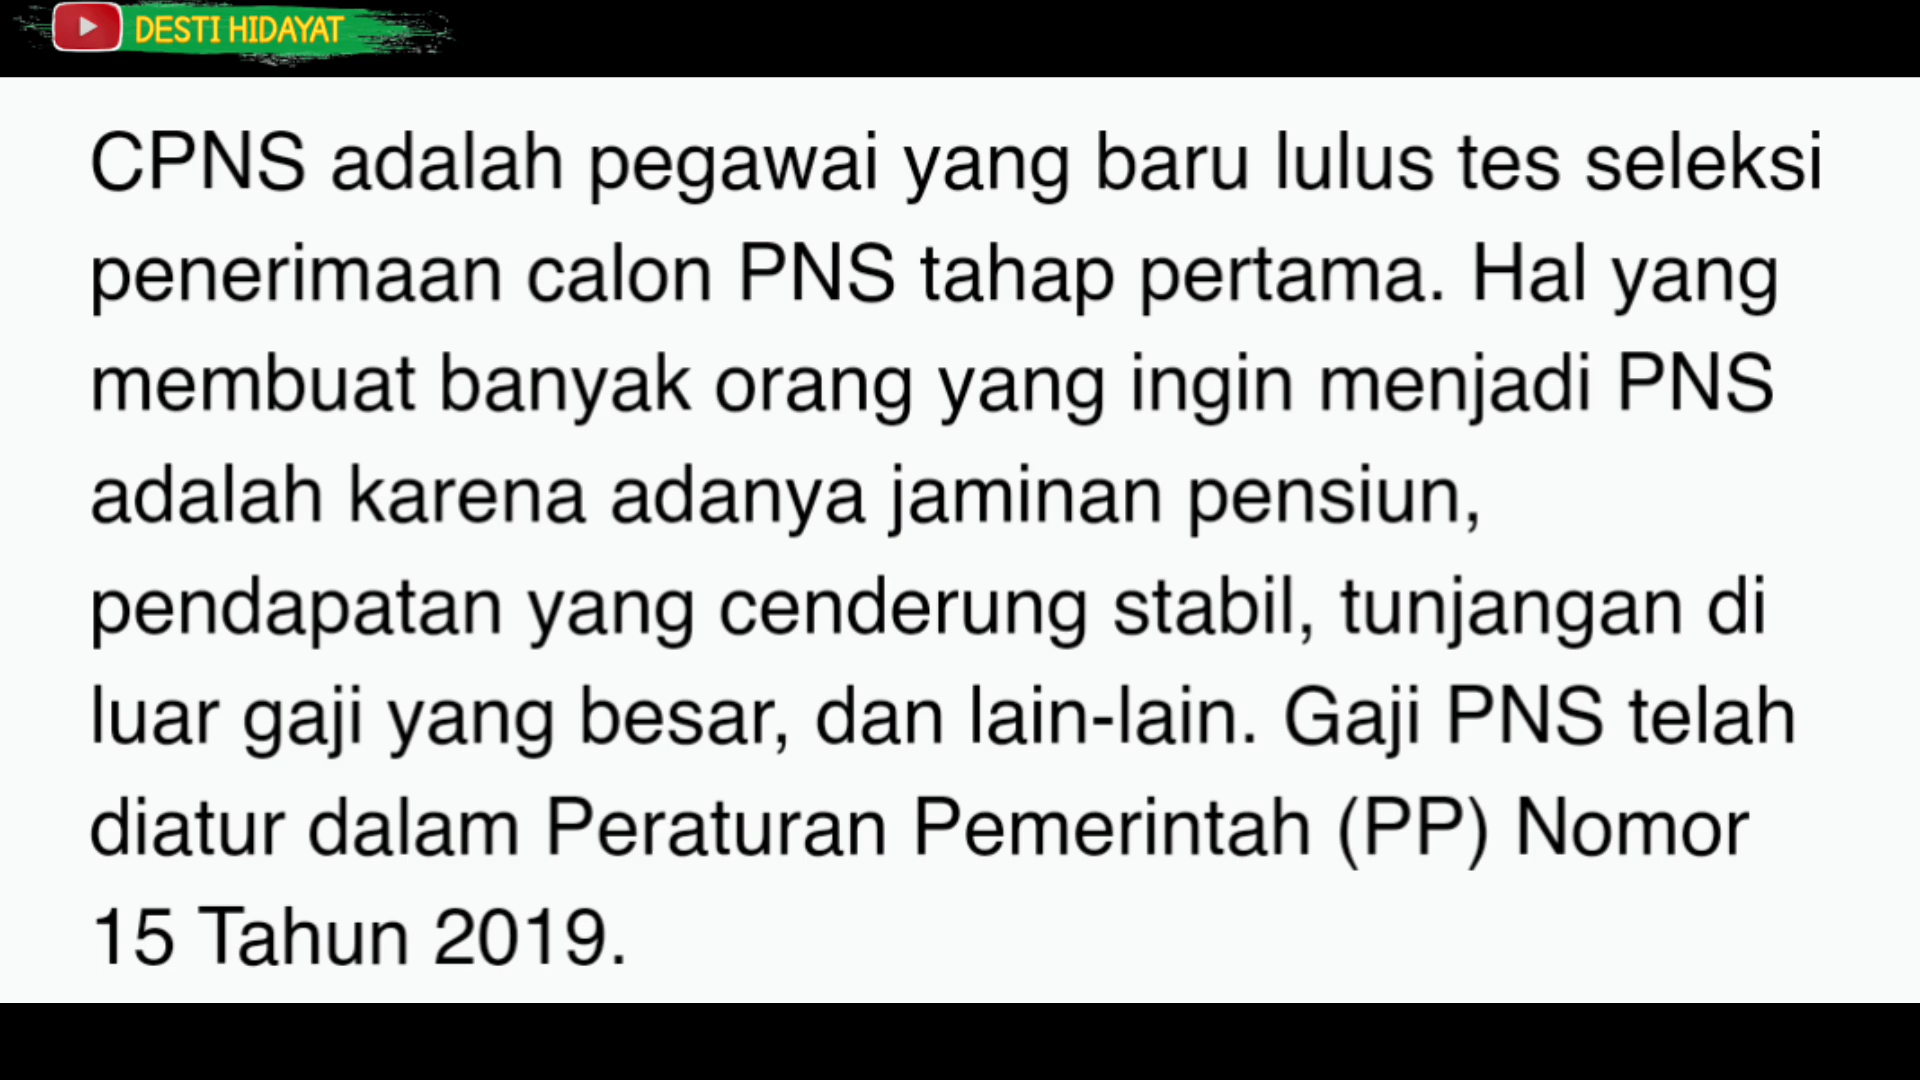 DESTI HIDAYAT
CPNS adalah pegawai yang baru lulus tes seleksi
penerimaan calon PNS tahap pertama. Hal yang
membuat banyak orang yang ingin menjadi PNS
adalah karena adanya jaminan pensiun,
pendapatan yang cenderung stabil, tunjangan di
luar gaji yang besar, dan lain-lain. Gaji PNS telah
diatur dalam Peraturan Pemerintah (PP) Nomor
15 Tahun 2019.